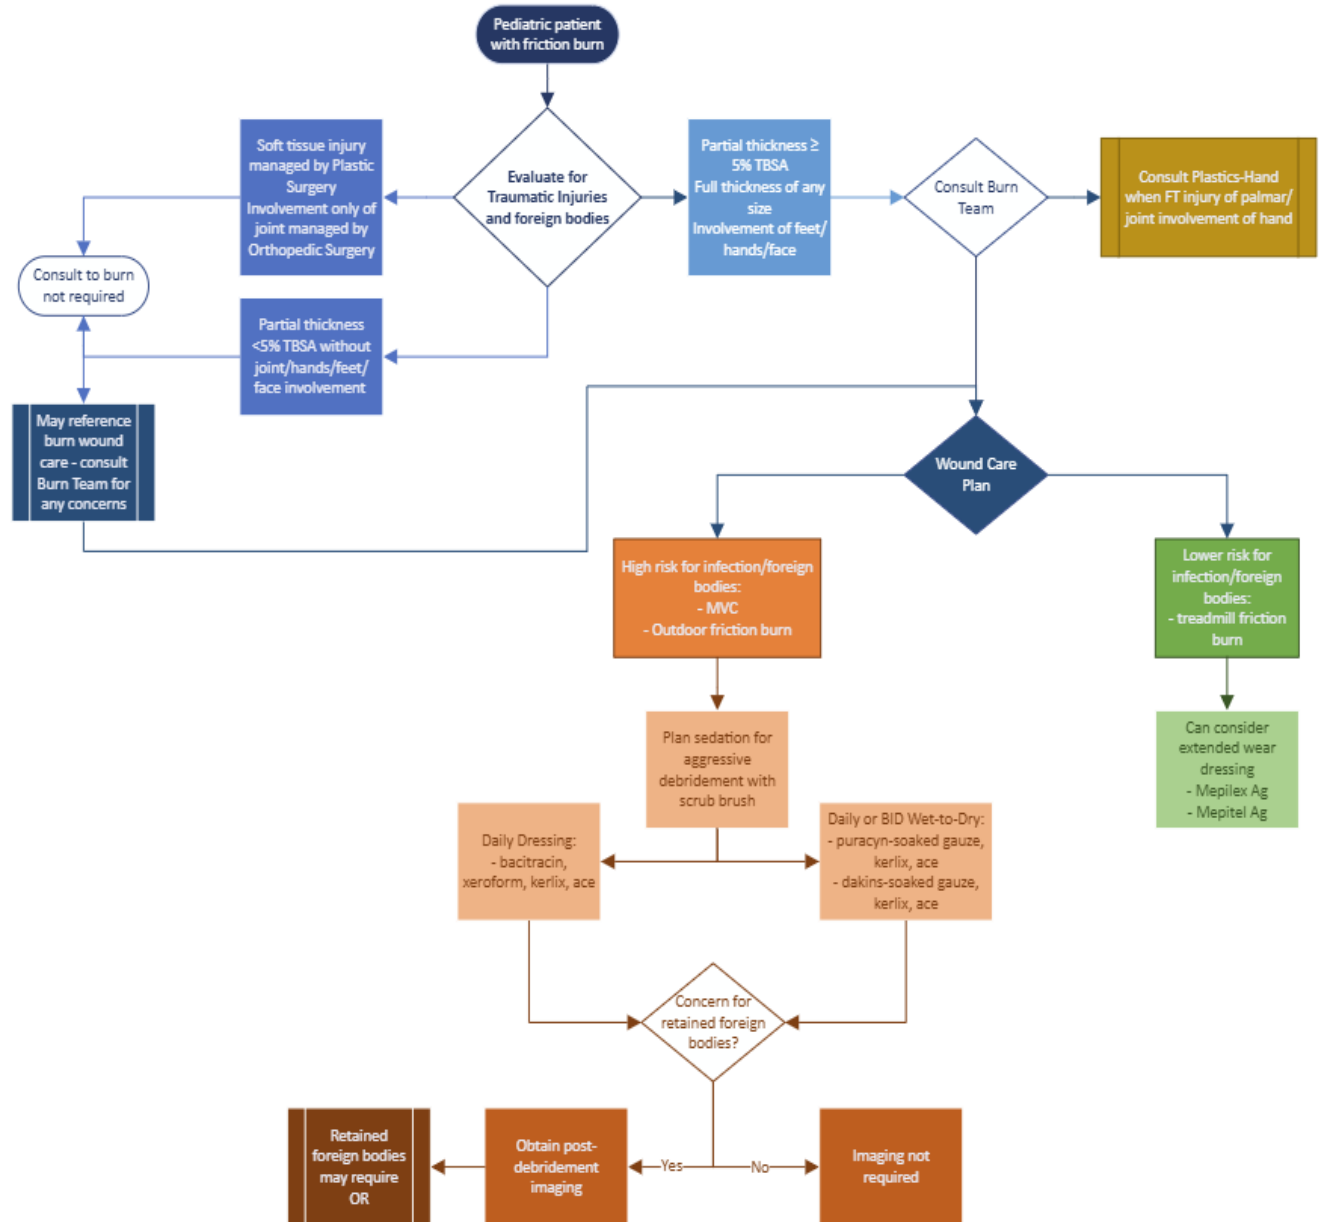 Pediatric patient
with friction burn
Soft tissue injury
managed by Plastic
Surgery
Involvement only of
joint managed by
Orthopedic Surgery
Evaluate for
Traumatic Injuries
and foreign bodies
Partial thickness ≥
5% TBSA
Full thickness of any
size
Involvement of feet/
hands/face
Consult Burn
Team
Consult Plastics-Hand
when FT injury of palmar/
joint involvement of hand
Consult to burn
not required
Partial thickness
<5% TBSA without
joint/hands/feet/
face involvement
May reference
burn wound
care - consult
Burn Team for
any concerns
Wound Care
Plan
High risk for infection/foreign
bodies:
- MVC
- Outdoor friction burn
Lower risk for
infection/foreign
bodies:
- treadmill friction
burn
Plan sedation for
aggressive
debridement with
scrub brush
Can consider
extended wear
dressing
- Mepilex Ag
- Mepitel Ag
Daily Dressing:
- bacitracin,
xeroform, kerlix, ace
Daily or BID Wet-to-Dry:
- puracyn-soaked gauze,
kerlix, ace
- dakins-soaked gauze,
kerlix, ace
Concern for
retained foreign
bodies?
Retained
foreign bodies
may require
OR
Obtain post-
debridement
imaging
Yes
No
Imaging not
required